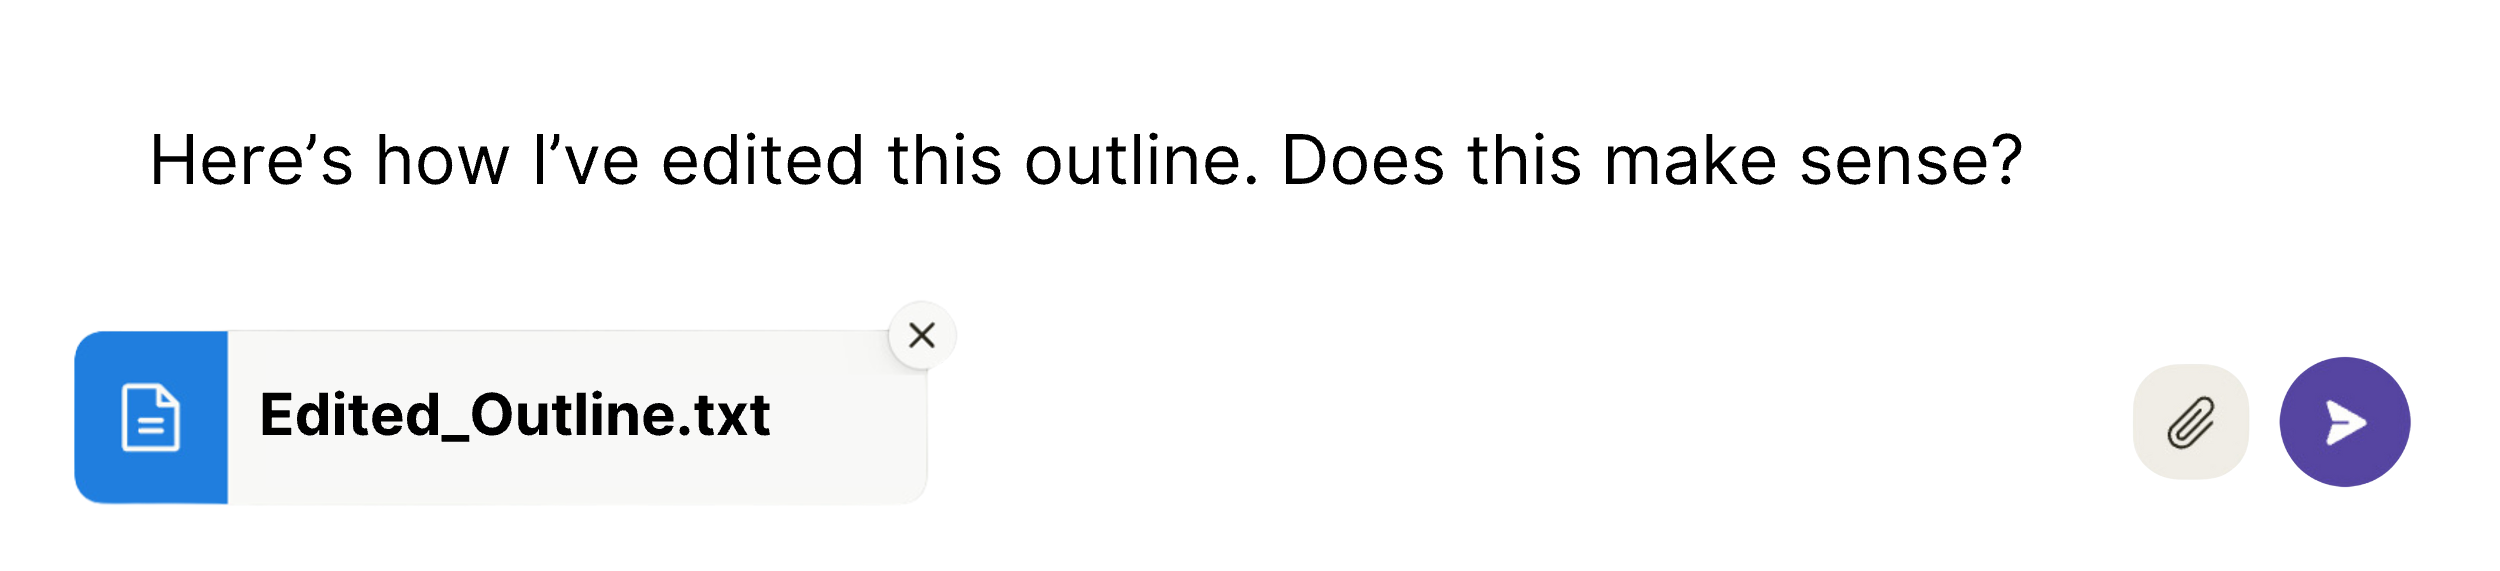 Here’s how I’ve edited this outline. Does this make sense?
Edited_Outline.txt